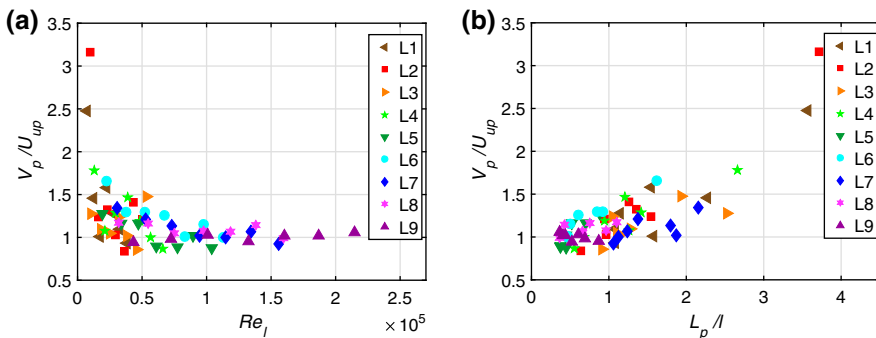 (a)
V_p/U_up
3.5
3
2.5
2
1.5
1
0.5
0 0.5 1 1.5 2 2.5
× 10^5
Re_l
L1
L2
L3
L4
L5
L6
L7
L8
L9
(b)
V_p/U_up
3.5
3
2.5
2
1.5
1
0.5
0 1 2 3 4
L_p/l
L1
L2
L3
L4
L5
L6
L7
L8
L9